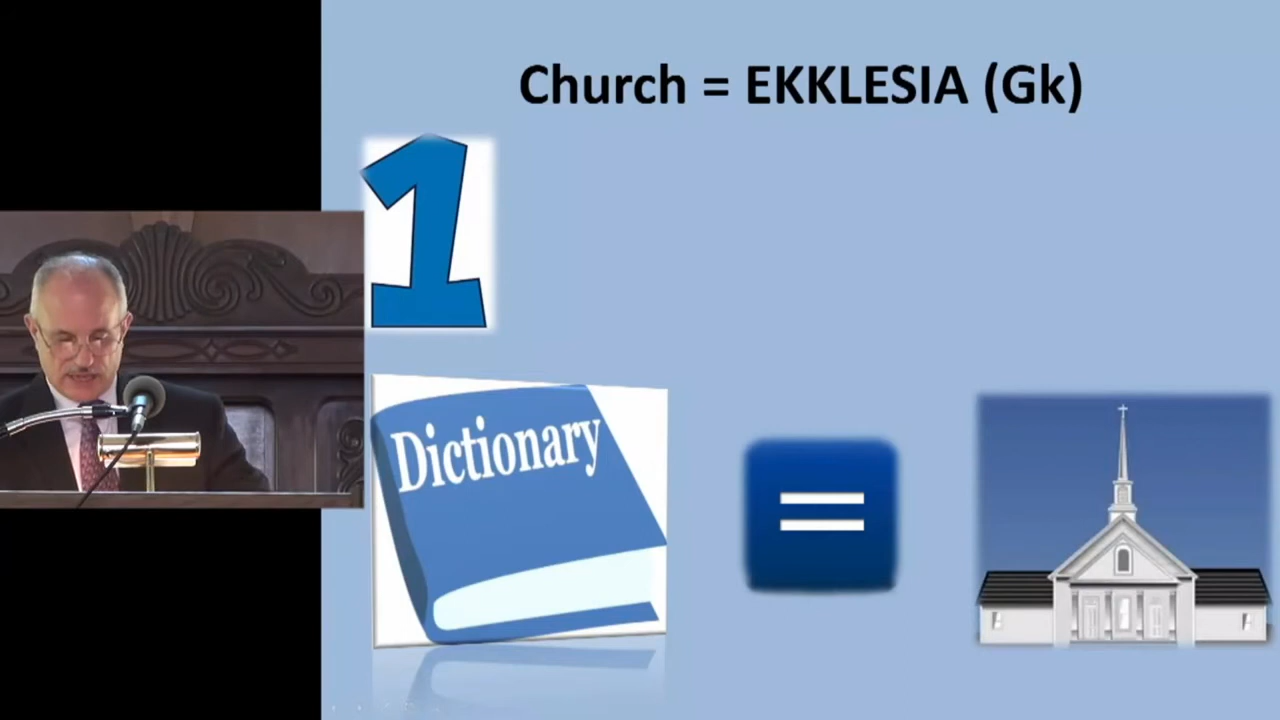 Church = EKKLESIA (Gk)
1
Dictionary
=